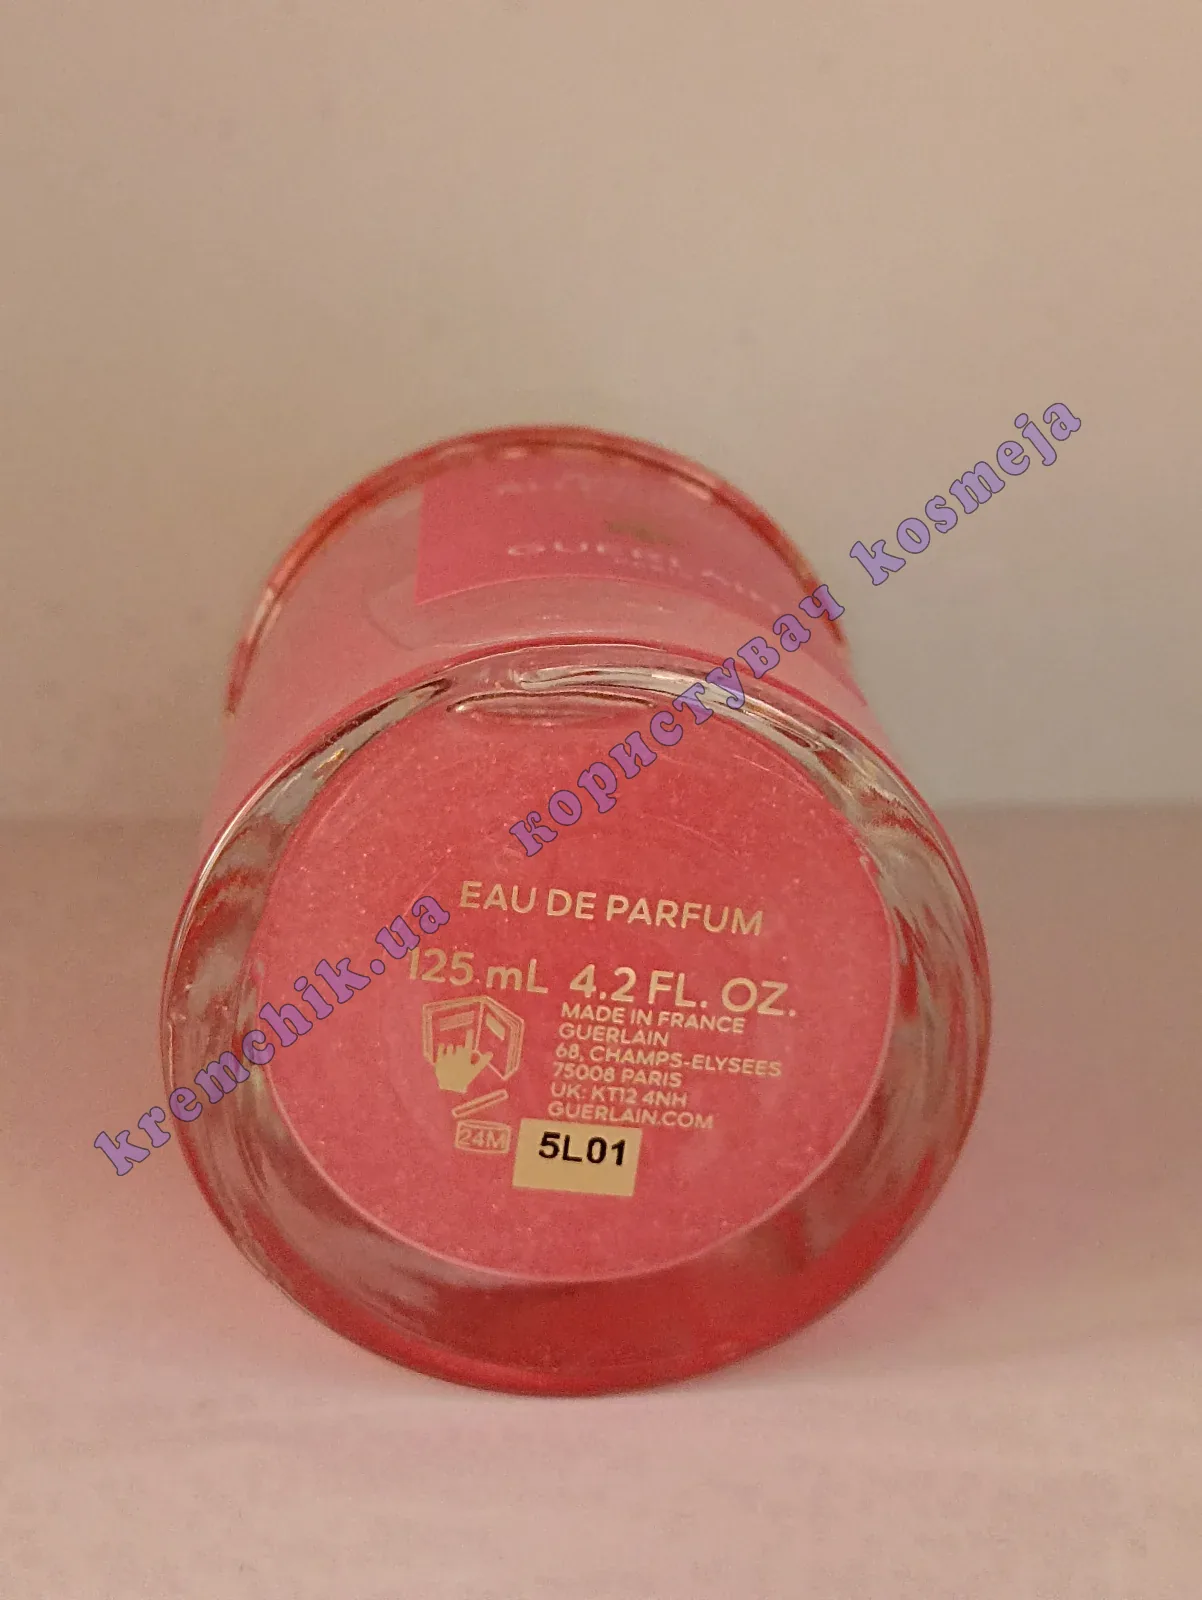 GUERLAIN
EAU DE PARFUM
125 mL 4.2 FL. OZ.
MADE IN FRANCE
GUERLAIN
68, CHAMPS-ELYSEES
75008 PARIS
UK: KT12 4NH
GUERLAIN.COM
24M
5L01
kremchik.ua користувач kosmeja